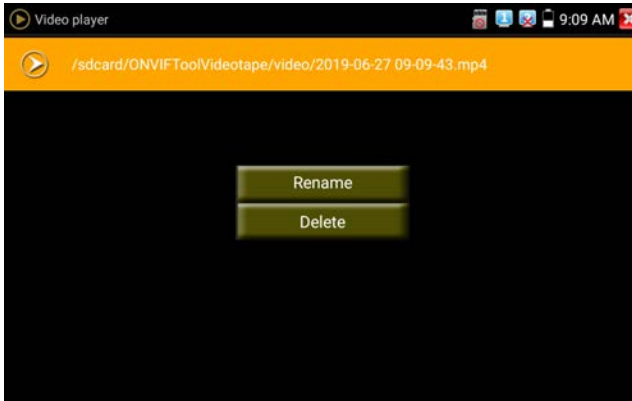 Video player
9:09 AM
/sdcard/ONVIFToolVideotape/video/2019-06-27 09-09-43.mp4
Rename
Delete